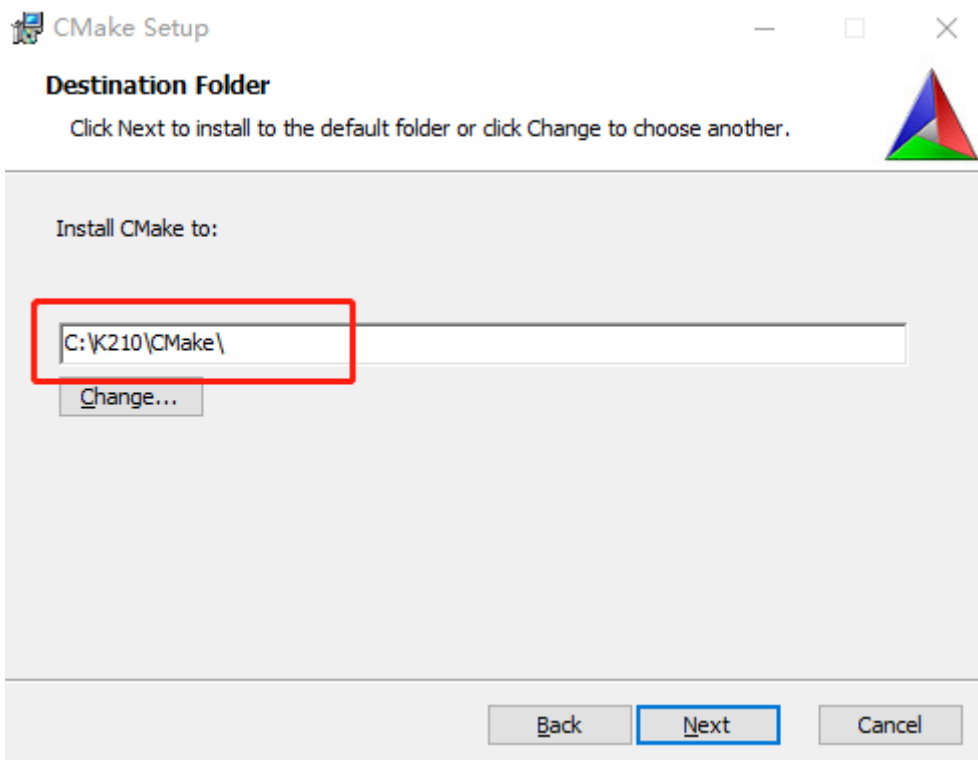 CMake Setup
Destination Folder
Click Next to install to the default folder or click Change to choose another.
Install CMake to:
C:\K210\CMake\
Change...
Back
Next
Cancel